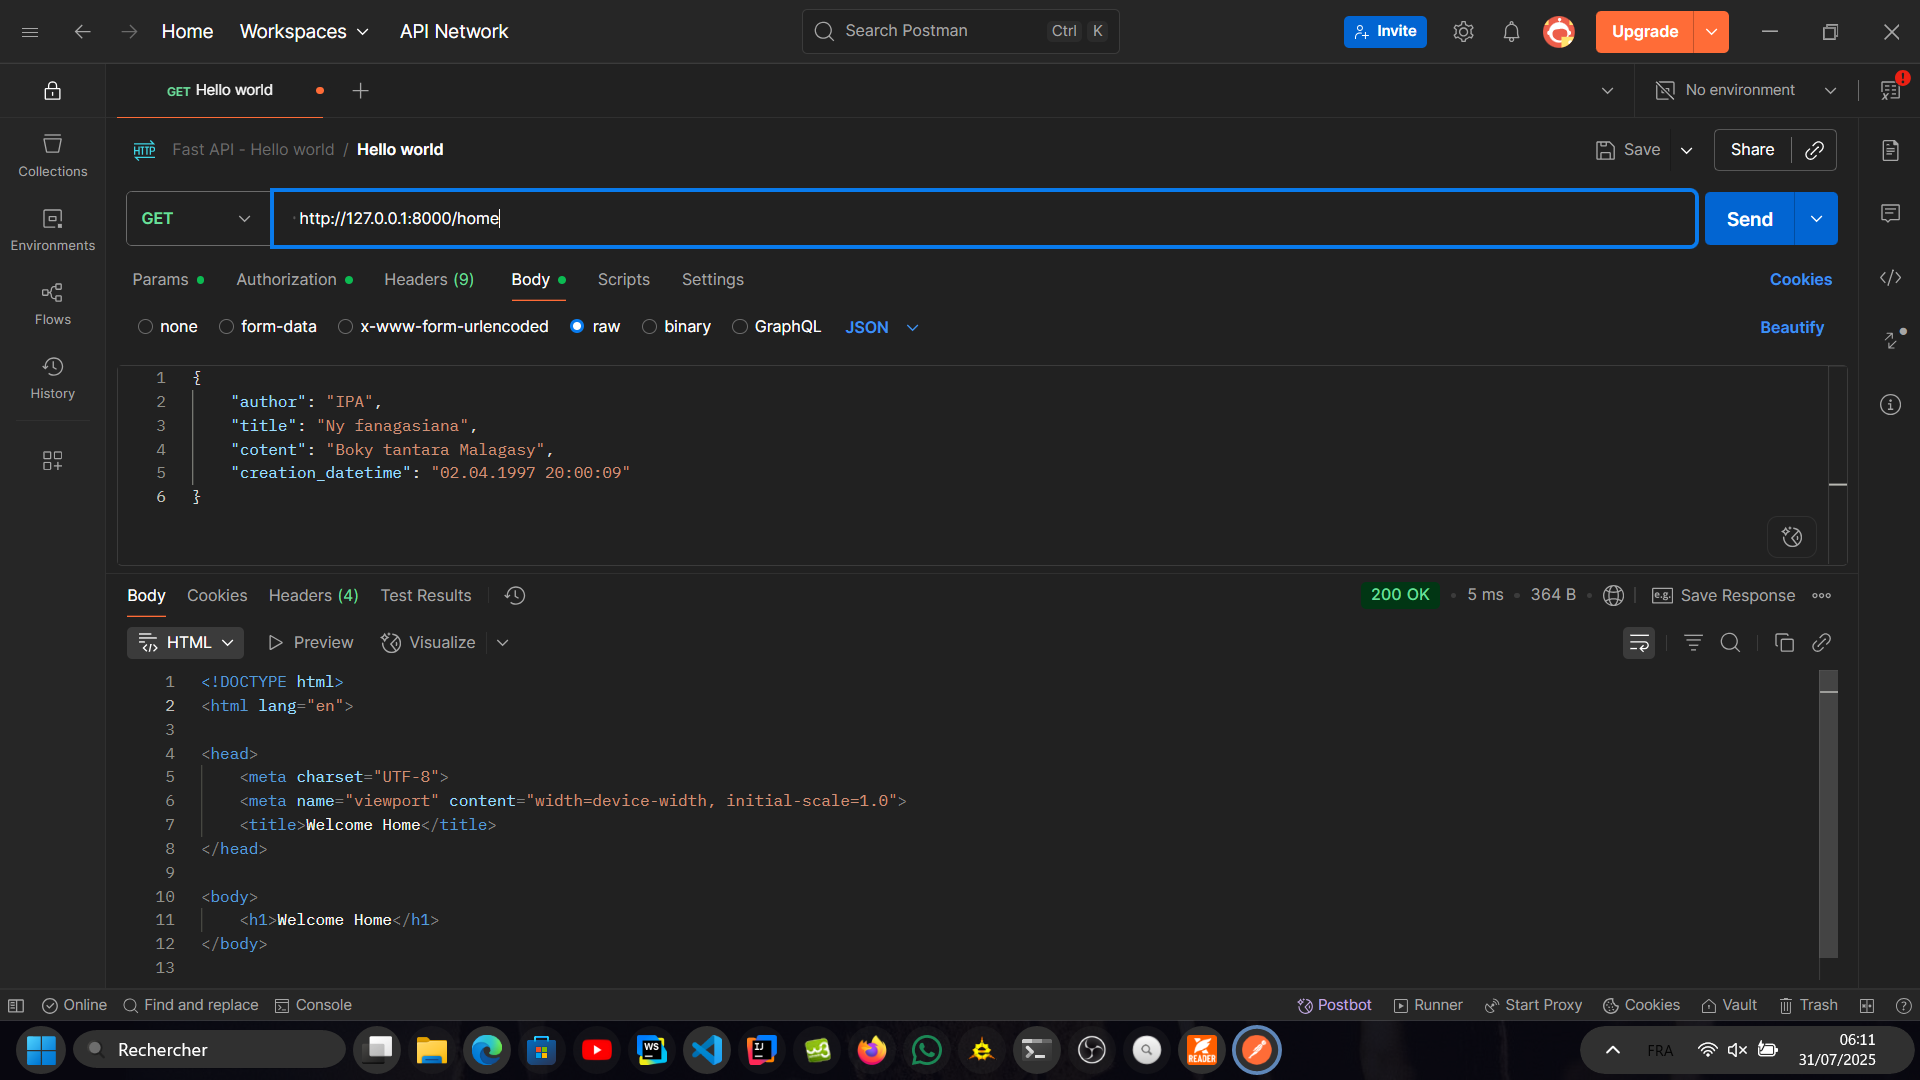 Home Workspaces API Network Search Postman Ctrl K Invite Upgrade
GET Hello world No environment
HTTP Fast API - Hello world / Hello world Save Share
GET http://127.0.0.1:8000/home Send
Params Authorization Headers (9) Body Scripts Settings Cookies
none form-data x-www-form-urlencoded raw binary GraphQL JSON Beautify
Collections
Environments
Flows
History
1 {
2 "author": "IPA",
3 "title": "Ny fanagasiana",
4 "cotent": "Boky tantara Malagasy",
5 "creation_datetime": "02.04.1997 20:00:09"
6 }
Body Cookies Headers (4) Test Results 200 OK 5 ms 364 B e.g. Save Response
HTML Preview Visualize
1 <!DOCTYPE html>
2 <html lang="en">
3
4 <head>
5 <meta charset="UTF-8">
6 <meta name="viewport" content="width=device-width, initial-scale=1.0">
7 <title>Welcome Home</title>
8 </head>
9
10 <body>
11 <h1>Welcome Home</h1>
12 </body>
13
Online Find and replace Console Postbot Runner Start Proxy Cookies Vault Trash
Rechercher WS IJ READER FRA 06:11
31/07/2025